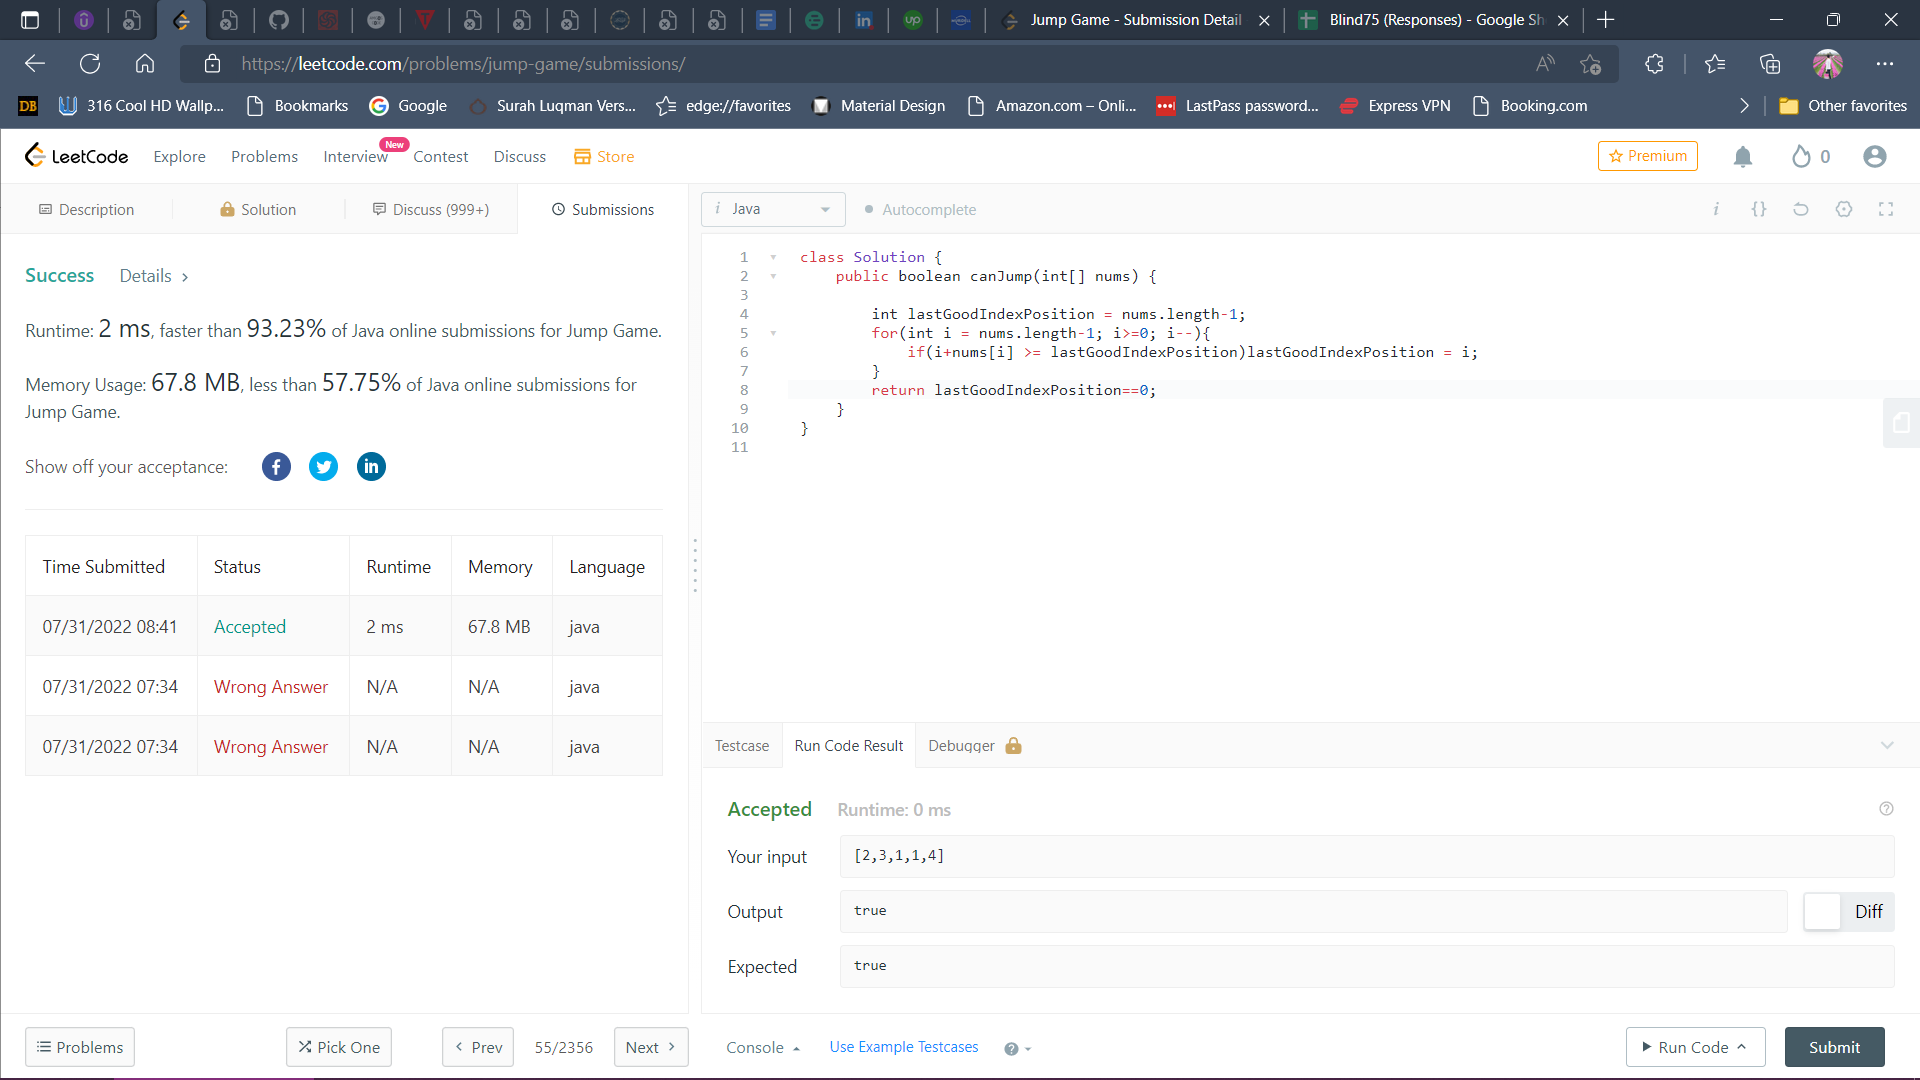 Jump Game - Submission Detail
Blind75 (Responses) - Google Sh
https://leetcode.com/problems/jump-game/submissions/
DB
316 Cool HD Wallp...
Bookmarks
Google
Surah Luqman Vers...
edge://favorites
Material Design
Amazon.com – Onli...
LastPass password...
Express VPN
Booking.com
Other favorites
LeetCode
Explore
Problems
Interview
New
Contest
Discuss
Store
Premium
0
Description
Solution
Discuss (999+)
Submissions
i Java
Autocomplete
Success
Details >
Runtime: 2 ms, faster than 93.23% of Java online submissions for Jump Game.
Memory Usage: 67.8 MB, less than 57.75% of Java online submissions for
Jump Game.
Show off your acceptance:
Time Submitted Status Runtime Memory Language
07/31/2022 08:41 Accepted 2 ms 67.8 MB java
07/31/2022 07:34 Wrong Answer N/A N/A java
07/31/2022 07:34 Wrong Answer N/A N/A java
1 class Solution {
2 public boolean canJump(int[] nums) {
3
4 int lastGoodIndexPosition = nums.length-1;
5 for(int i = nums.length-1; i>=0; i--){
6 if(i+nums[i] >= lastGoodIndexPosition)lastGoodIndexPosition = i;
7 }
8 return lastGoodIndexPosition==0;
9 }
10 }
11
Testcase
Run Code Result
Debugger
Accepted Runtime: 0 ms
Your input [2,3,1,1,4]
Output true
Diff
Expected true
Problems
Pick One
< Prev
55/2356
Next >
Console
Use Example Testcases
Run Code
Submit